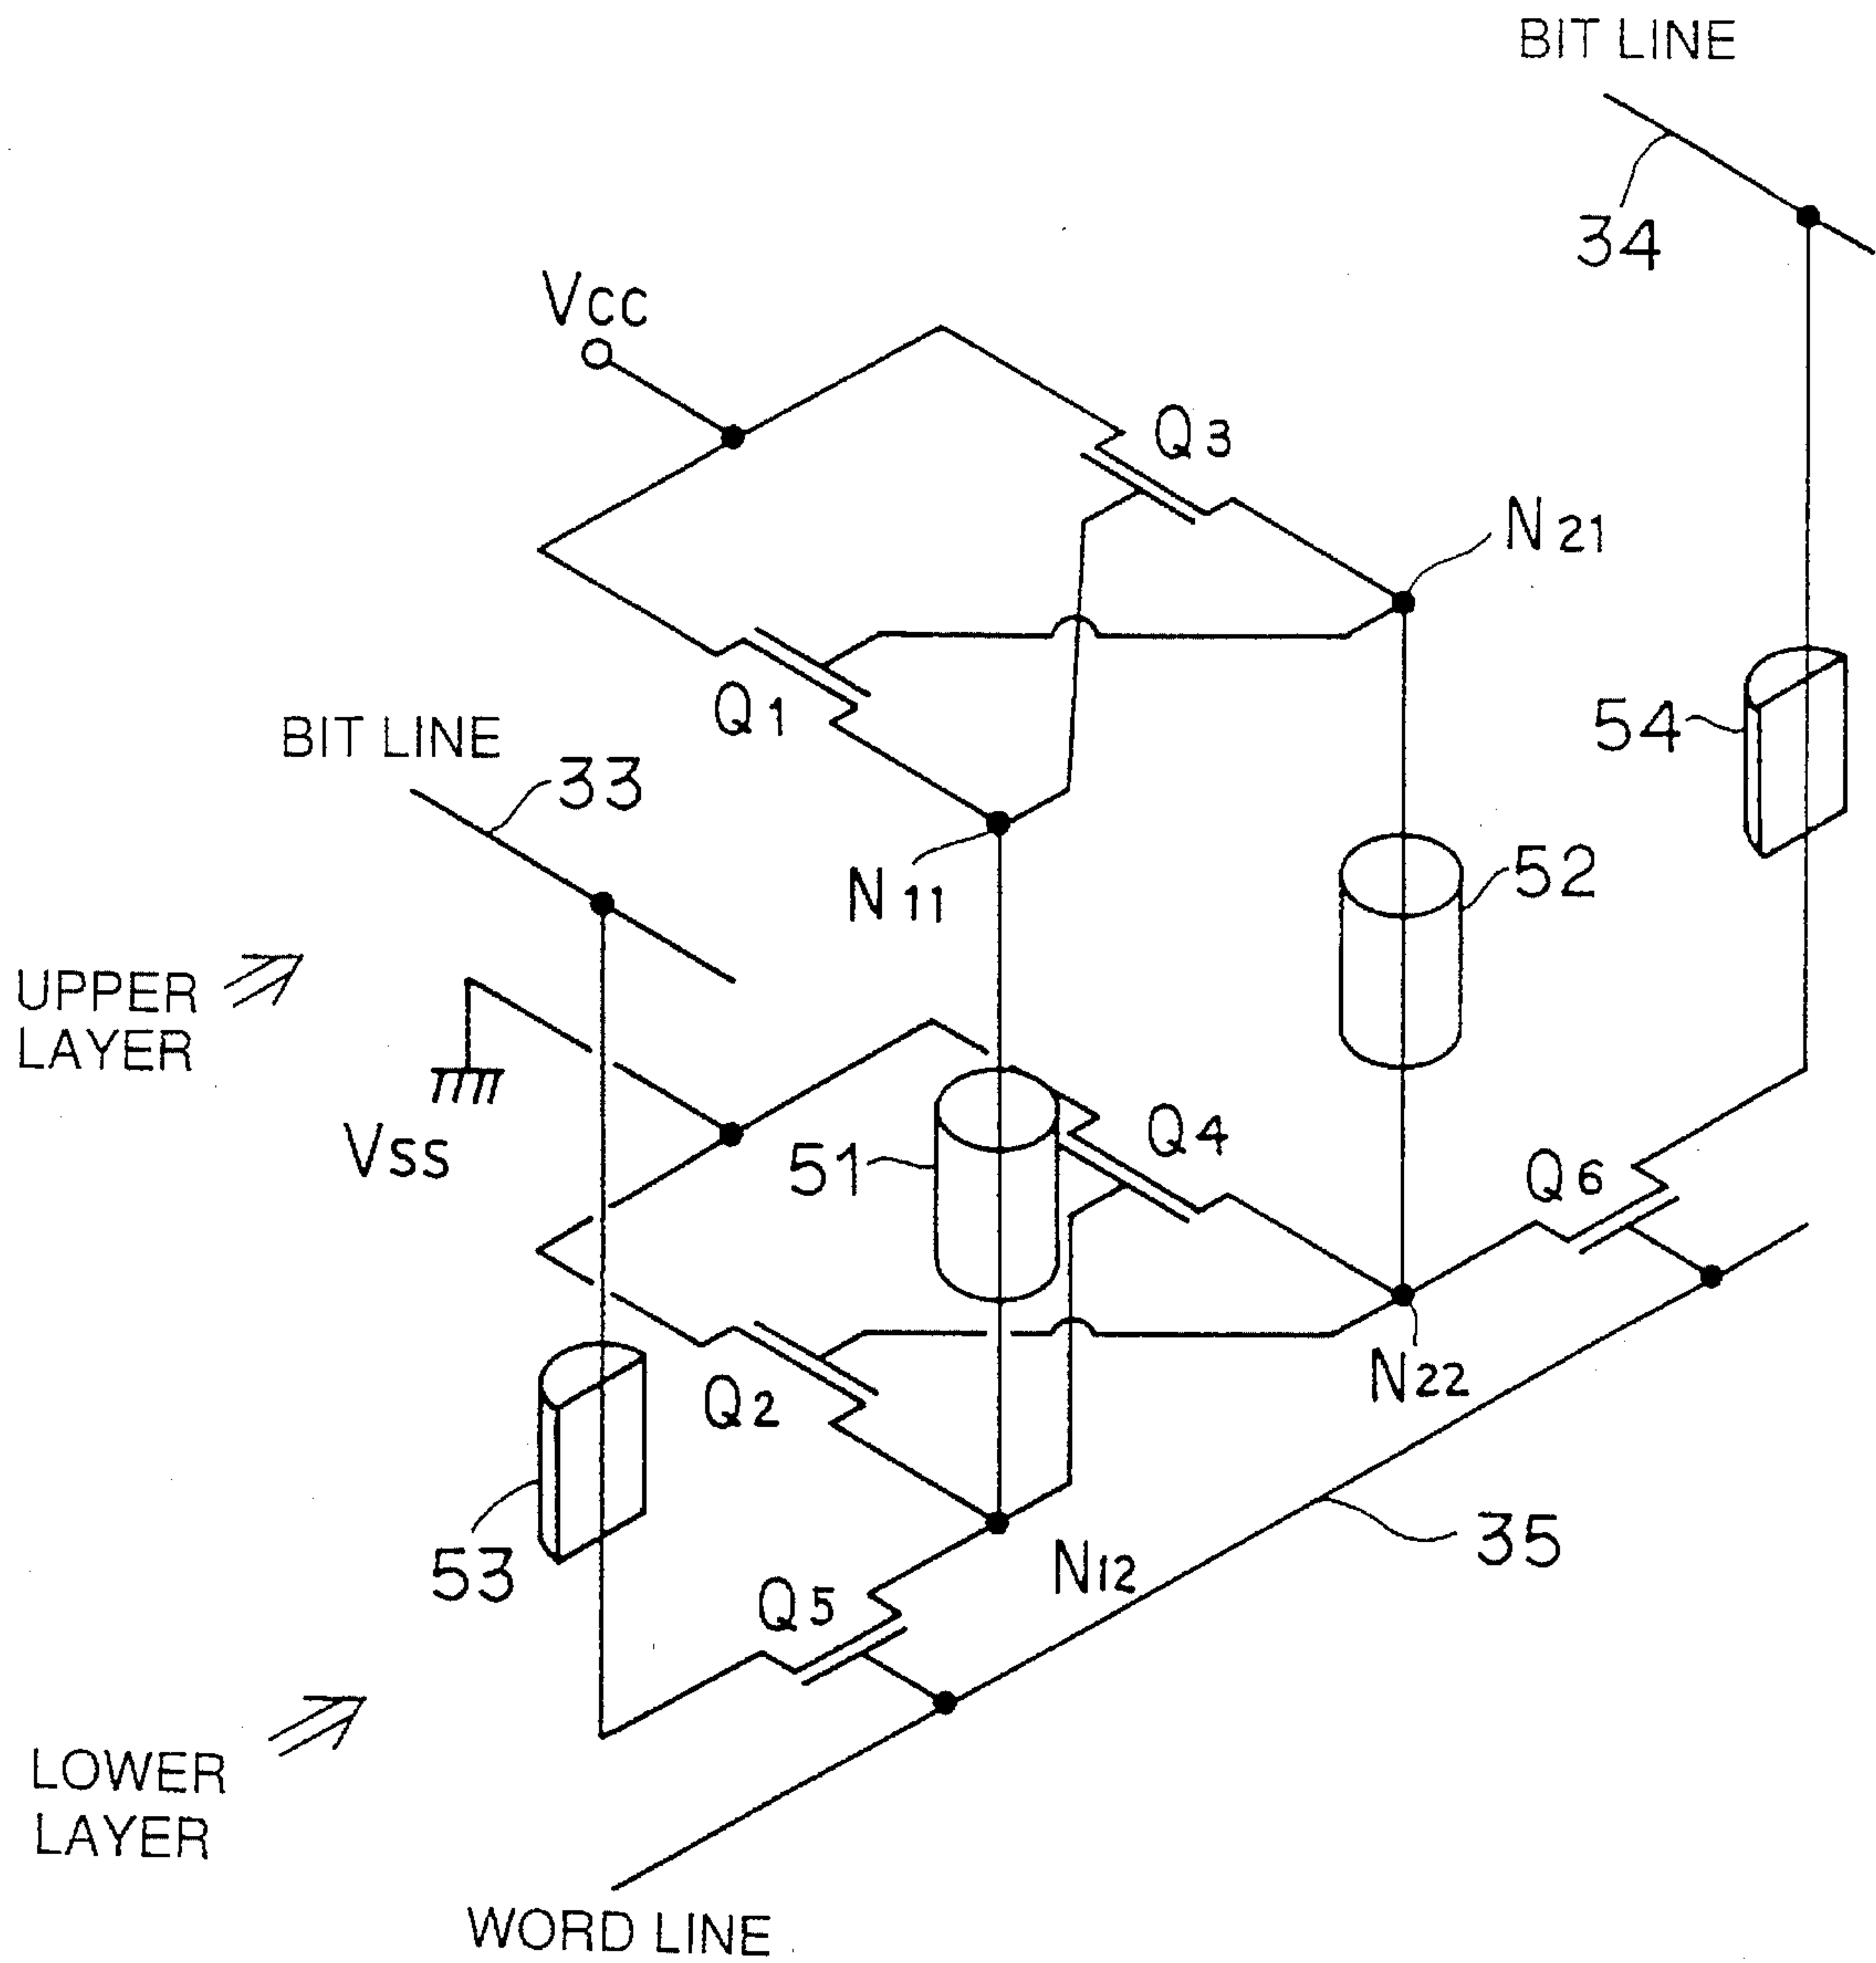 BIT LINE
34
Vcc
Q3
N21
54
Q1
BIT LINE
33
N11
52
UPPER
LAYER
Vss
51
Q4
Q6
N22
Q2
53
35
N12
Q5
LOWER
LAYER
WORD LINE